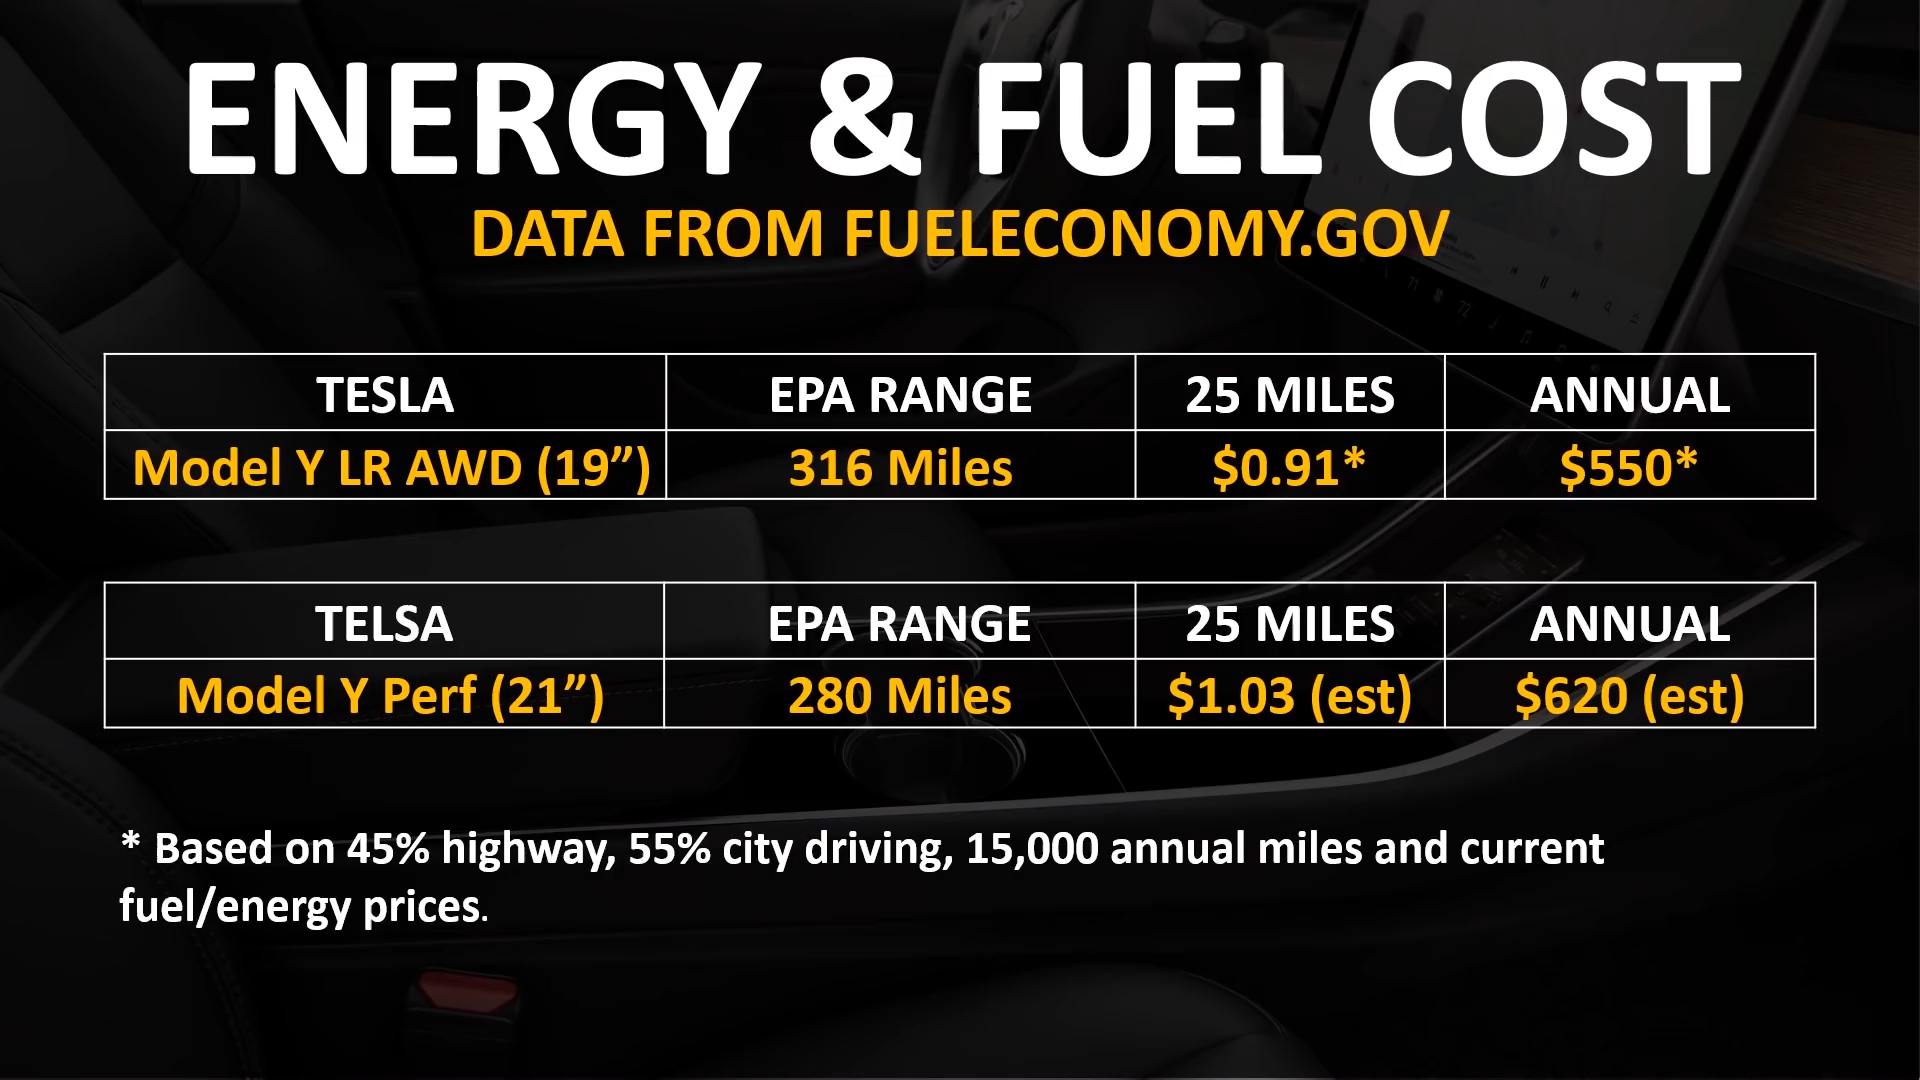 ENERGY & FUEL COST
DATA FROM FUELECONOMY.GOV
TESLA EPA RANGE 25 MILES ANNUAL
Model Y LR AWD (19”) 316 Miles $0.91* $550*
TELSA EPA RANGE 25 MILES ANNUAL
Model Y Perf (21”) 280 Miles $1.03 (est) $620 (est)
* Based on 45% highway, 55% city driving, 15,000 annual miles and current
fuel/energy prices.